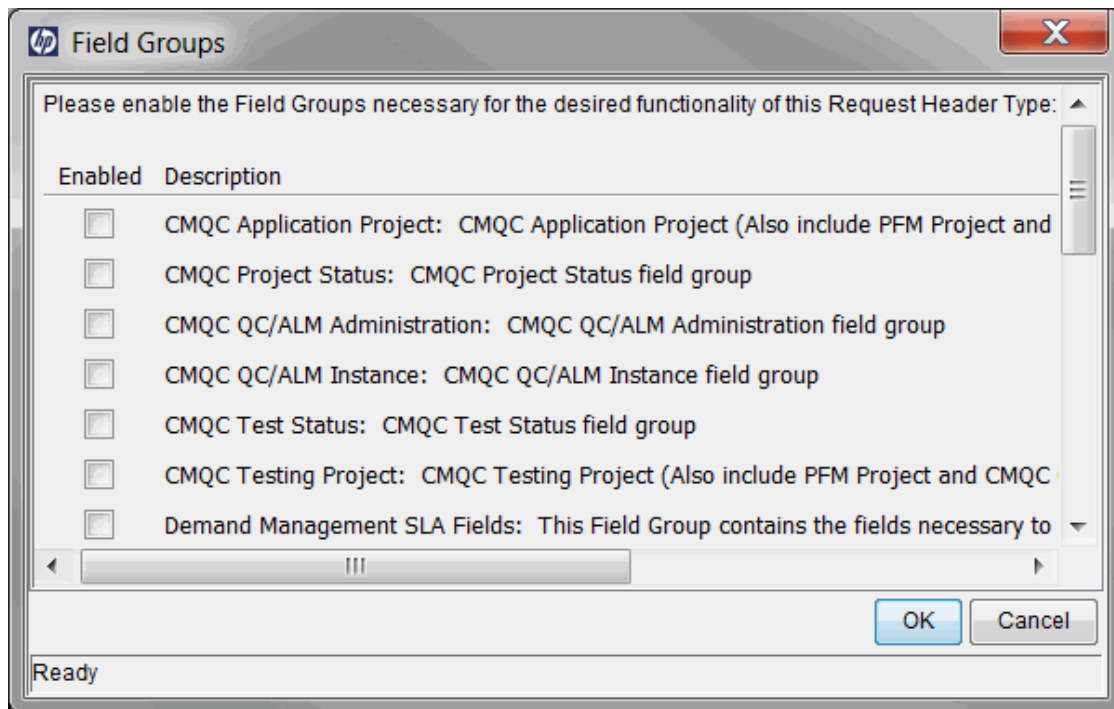 hp Field Groups
Please enable the Field Groups necessary for the desired functionality of this Request Header Type:
Enabled Description
CMQC Application Project: CMQC Application Project (Also include PFM Project and
CMQC Project Status: CMQC Project Status field group
CMQC QC/ALM Administration: CMQC QC/ALM Administration field group
CMQC QC/ALM Instance: CMQC QC/ALM Instance field group
CMQC Test Status: CMQC Test Status field group
CMQC Testing Project: CMQC Testing Project (Also include PFM Project and CMQC
Demand Management SLA Fields: This Field Group contains the fields necessary to
OK Cancel
Ready